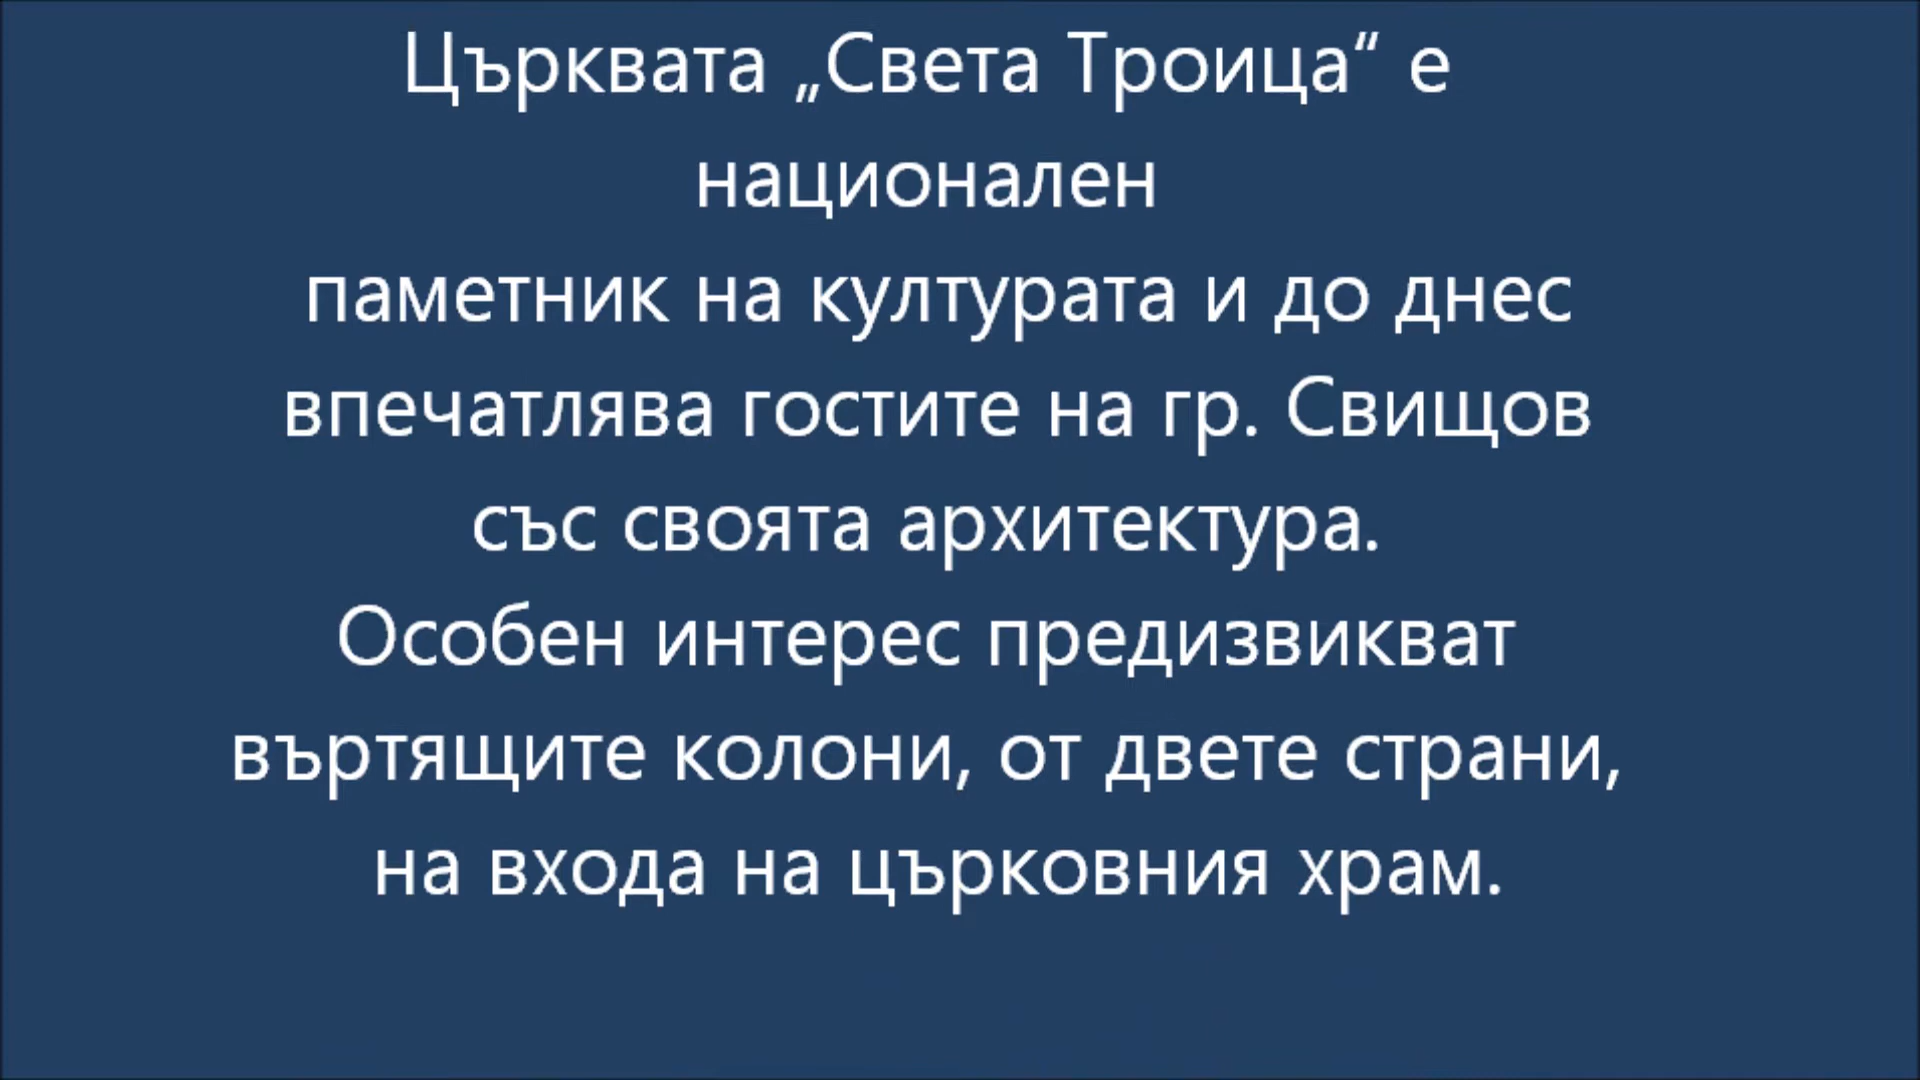 Църквата „Света Троица“ е
национален
паметник на културата и до днес
впечатлява гостите на гр. Свищов
със своята архитектура.
Особен интерес предизвикват
въртящите колони, от двете страни,
на входа на църковния храм.